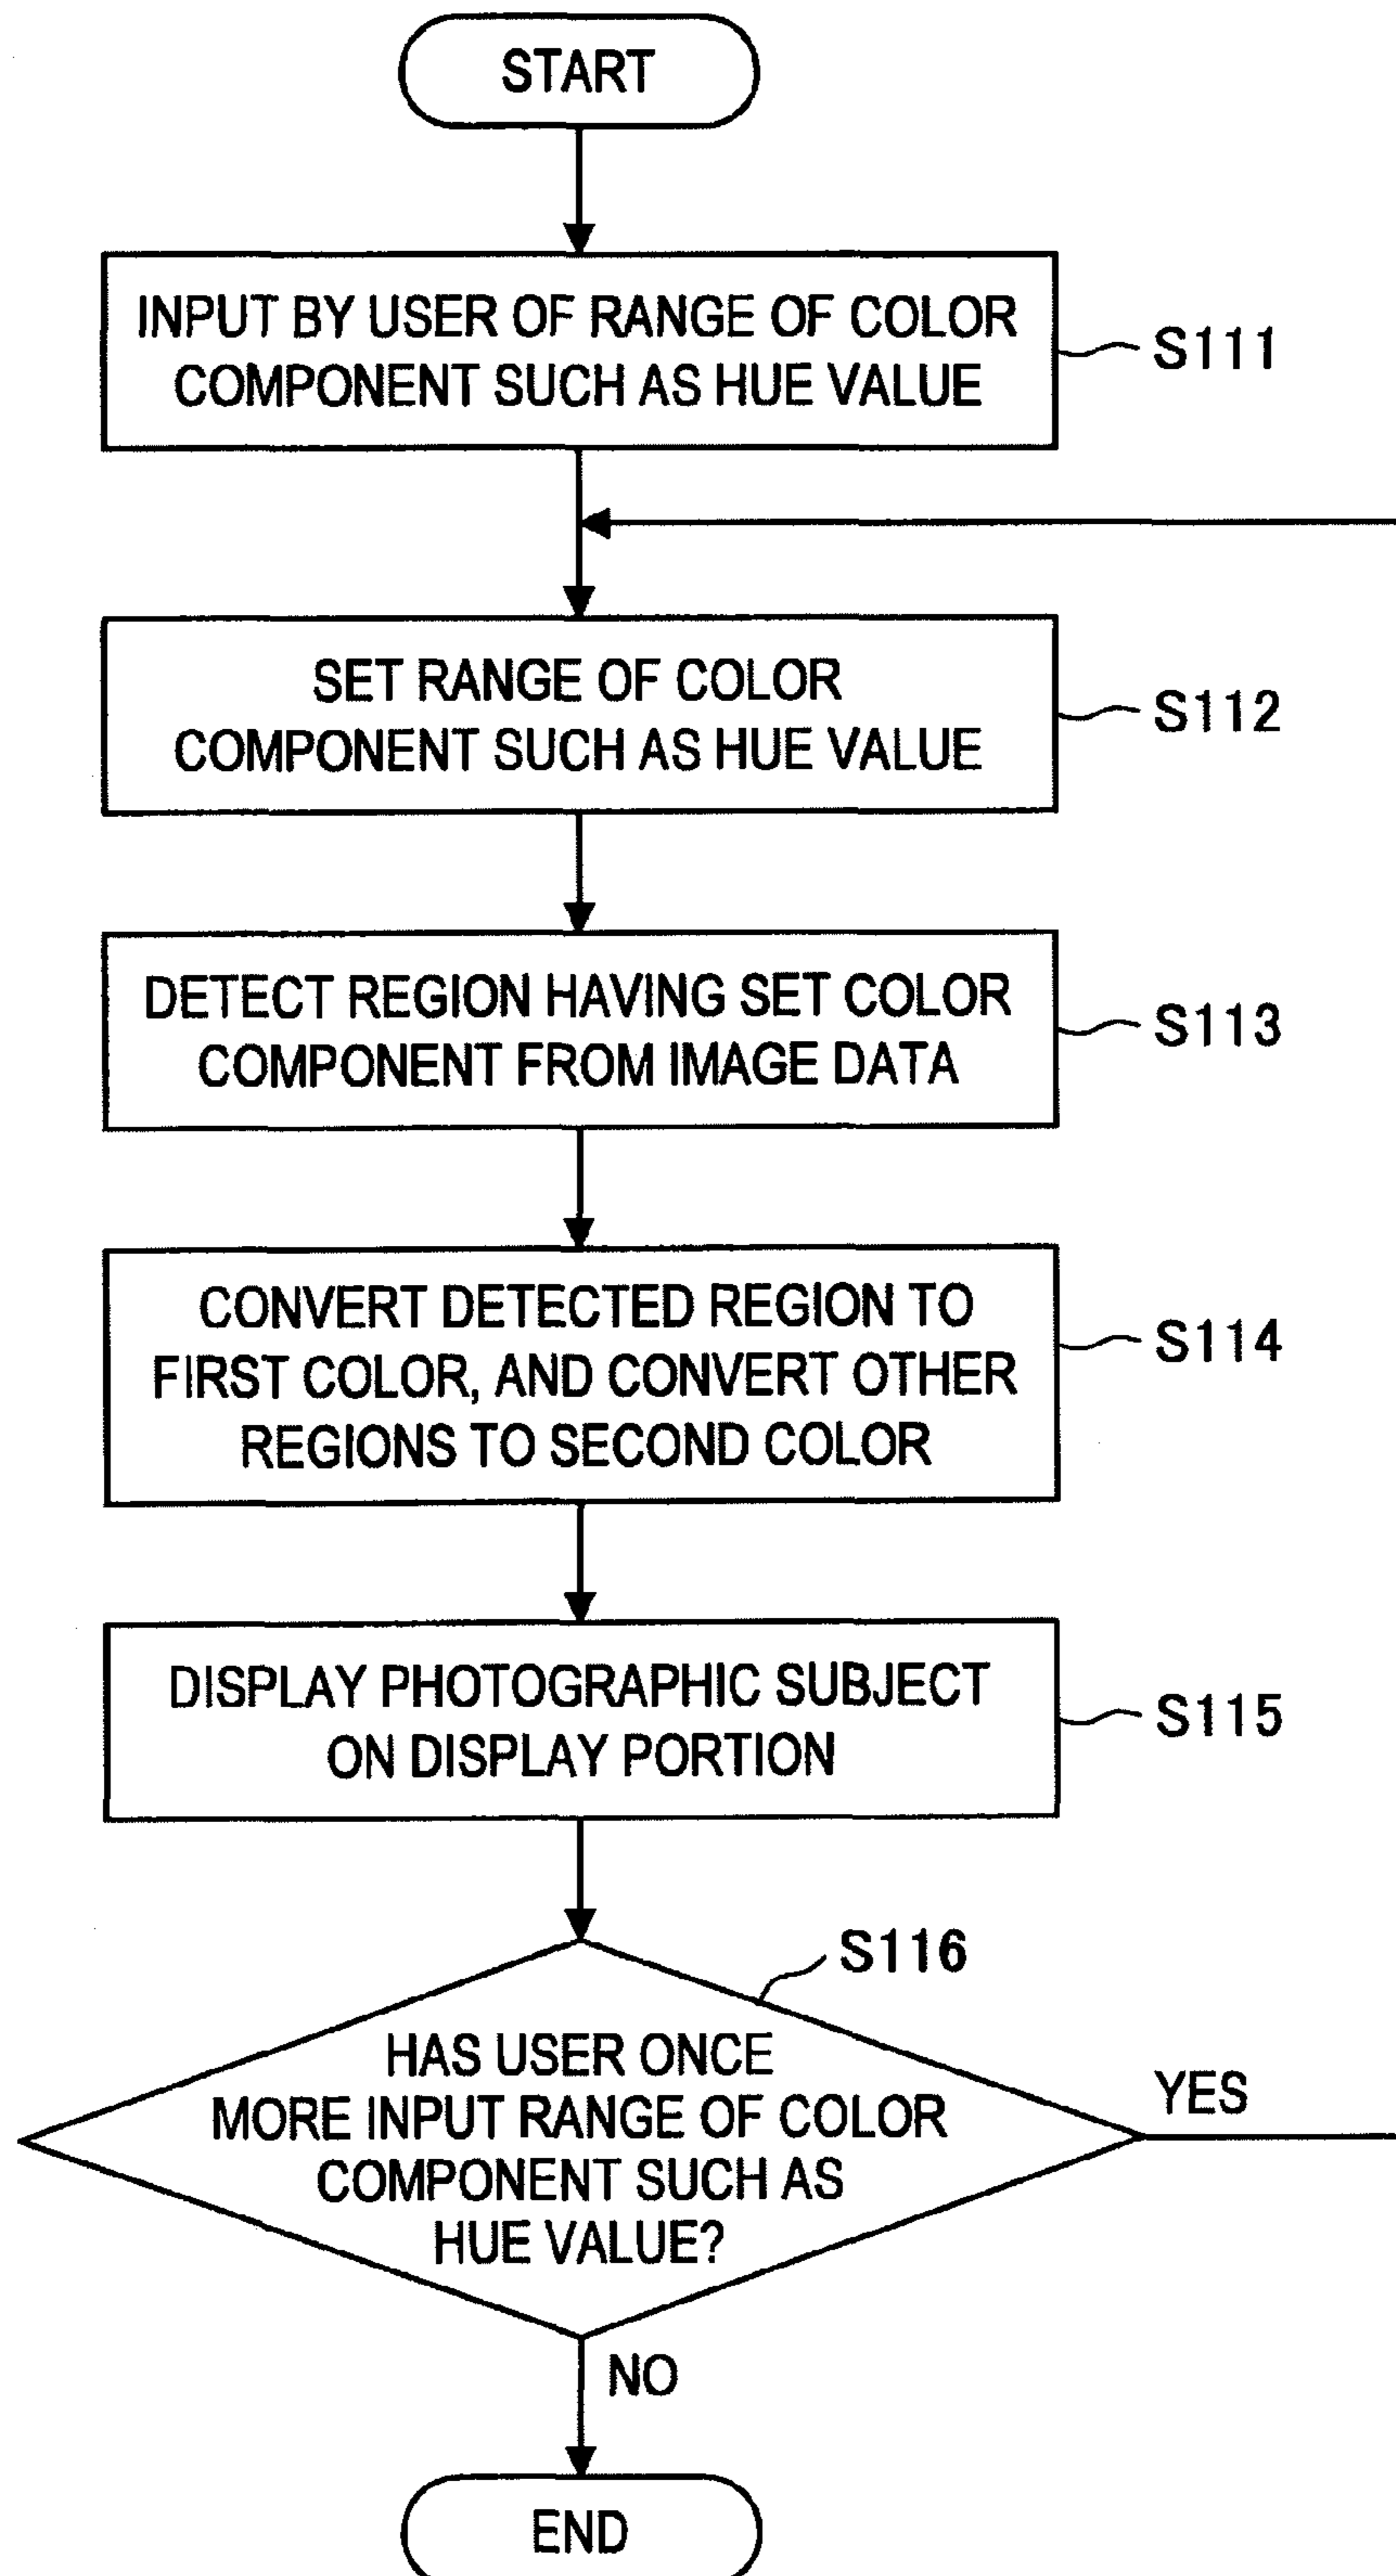 START
INPUT BY USER OF RANGE OF COLOR
COMPONENT SUCH AS HUE VALUE
S111
SET RANGE OF COLOR
COMPONENT SUCH AS HUE VALUE
S112
DETECT REGION HAVING SET COLOR
COMPONENT FROM IMAGE DATA
S113
CONVERT DETECTED REGION TO
FIRST COLOR, AND CONVERT OTHER
REGIONS TO SECOND COLOR
S114
DISPLAY PHOTOGRAPHIC SUBJECT
ON DISPLAY PORTION
S115
S116
HAS USER ONCE
MORE INPUT RANGE OF COLOR
COMPONENT SUCH AS
HUE VALUE?
YES
NO
END